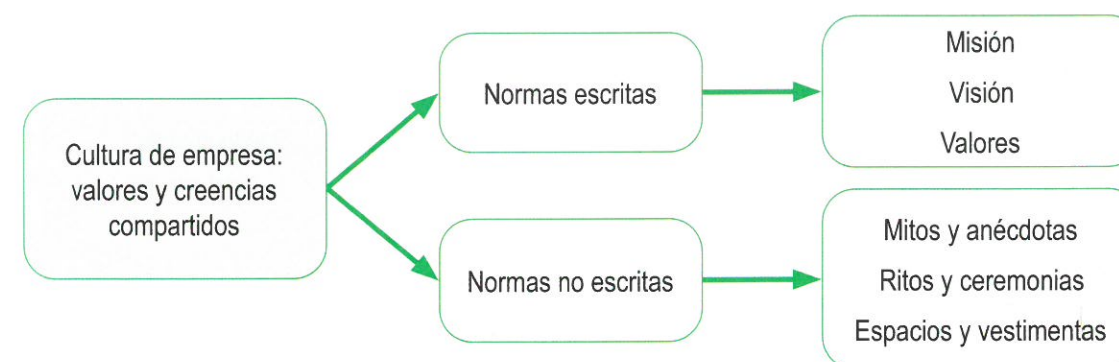 Cultura de empresa:
valores y creencias
compartidos
Normas escritas
Misión
Visión
Valores
Normas no escritas
Mitos y anécdotas
Ritos y ceremonias
Espacios y vestimentas